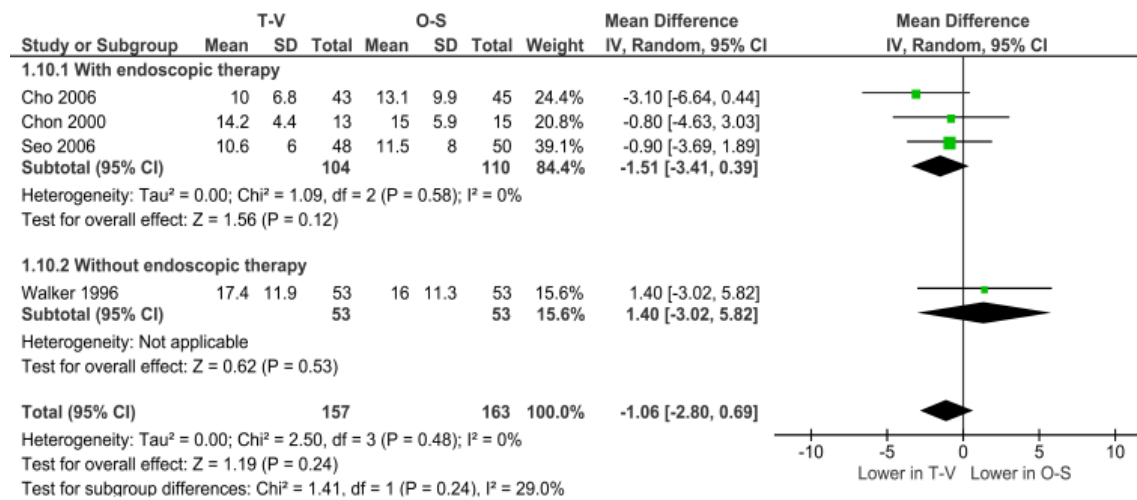 T-V O-S Mean Difference Mean Difference
Study or Subgroup Mean SD Total Mean SD Total Weight IV, Random, 95% CI IV, Random, 95% CI
1.10.1 With endoscopic therapy
Cho 2006 10 6.8 43 13.1 9.9 45 24.4% -3.10 [-6.64, 0.44]
Chon 2000 14.2 4.4 13 15 5.9 15 20.8% -0.80 [-4.63, 3.03]
Seo 2006 10.6 6 48 11.5 8 50 39.1% -0.90 [-3.69, 1.89]
Subtotal (95% CI) 104 110 84.4% -1.51 [-3.41, 0.39]
Heterogeneity: Tau² = 0.00; Chi² = 1.09, df = 2 (P = 0.58); I² = 0%
Test for overall effect: Z = 1.56 (P = 0.12)
1.10.2 Without endoscopic therapy
Walker 1996 17.4 11.9 53 16 11.3 53 15.6% 1.40 [-3.02, 5.82]
Subtotal (95% CI) 53 53 15.6% 1.40 [-3.02, 5.82]
Heterogeneity: Not applicable
Test for overall effect: Z = 0.62 (P = 0.53)
Total (95% CI) 157 163 100.0% -1.06 [-2.80, 0.69]
Heterogeneity: Tau² = 0.00; Chi² = 2.50, df = 3 (P = 0.48); I² = 0%
Test for overall effect: Z = 1.19 (P = 0.24)
Test for subgroup differences: Chi² = 1.41, df = 1 (P = 0.24), I² = 29.0%
-10 -5 0 5 10
Lower in T-V Lower in O-S